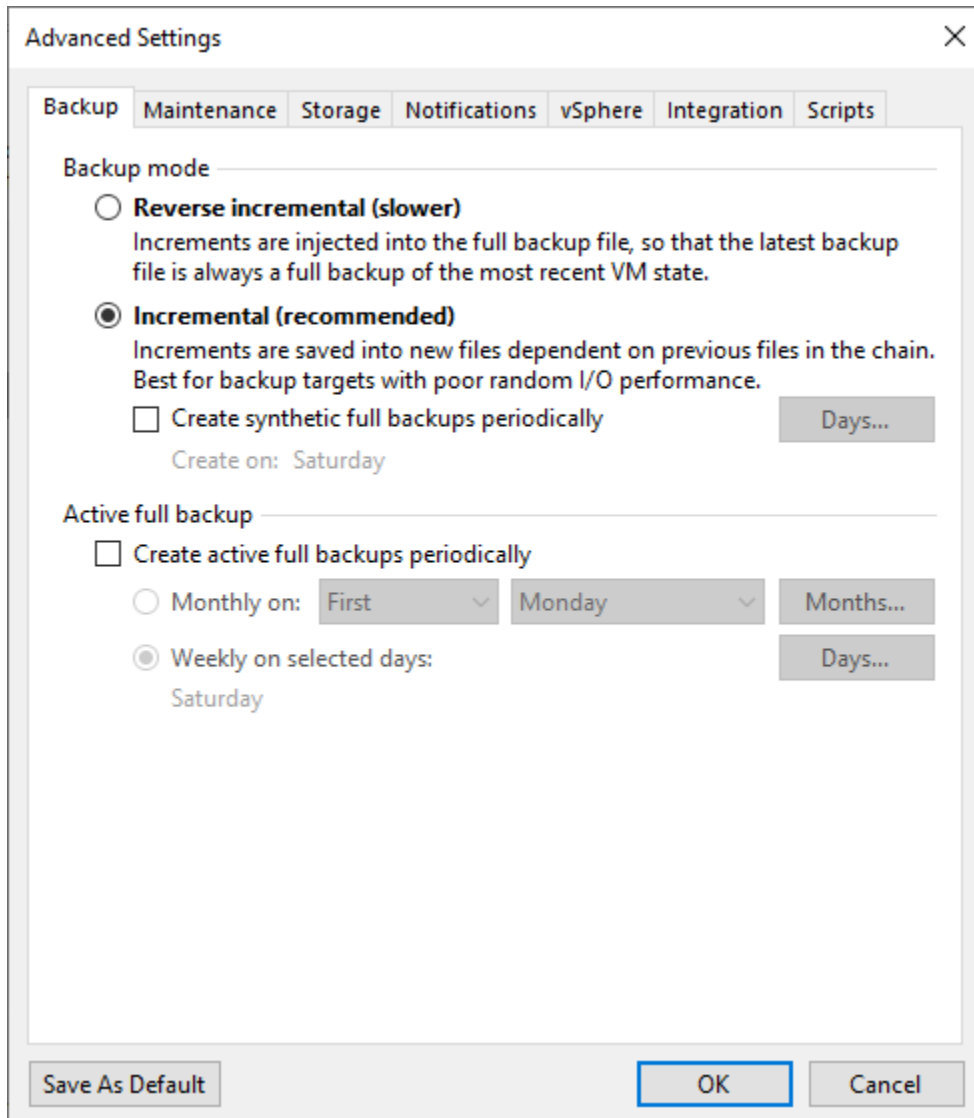 Advanced Settings
Backup Maintenance Storage Notifications vSphere Integration Scripts
Backup mode
Reverse incremental (slower)
Increments are injected into the full backup file, so that the latest backup
file is always a full backup of the most recent VM state.
Incremental (recommended)
Increments are saved into new files dependent on previous files in the chain.
Best for backup targets with poor random I/O performance.
Create synthetic full backups periodically Days...
Create on: Saturday
Active full backup
Create active full backups periodically
Monthly on: First Monday Months...
Weekly on selected days: Days...
Saturday
Save As Default OK Cancel